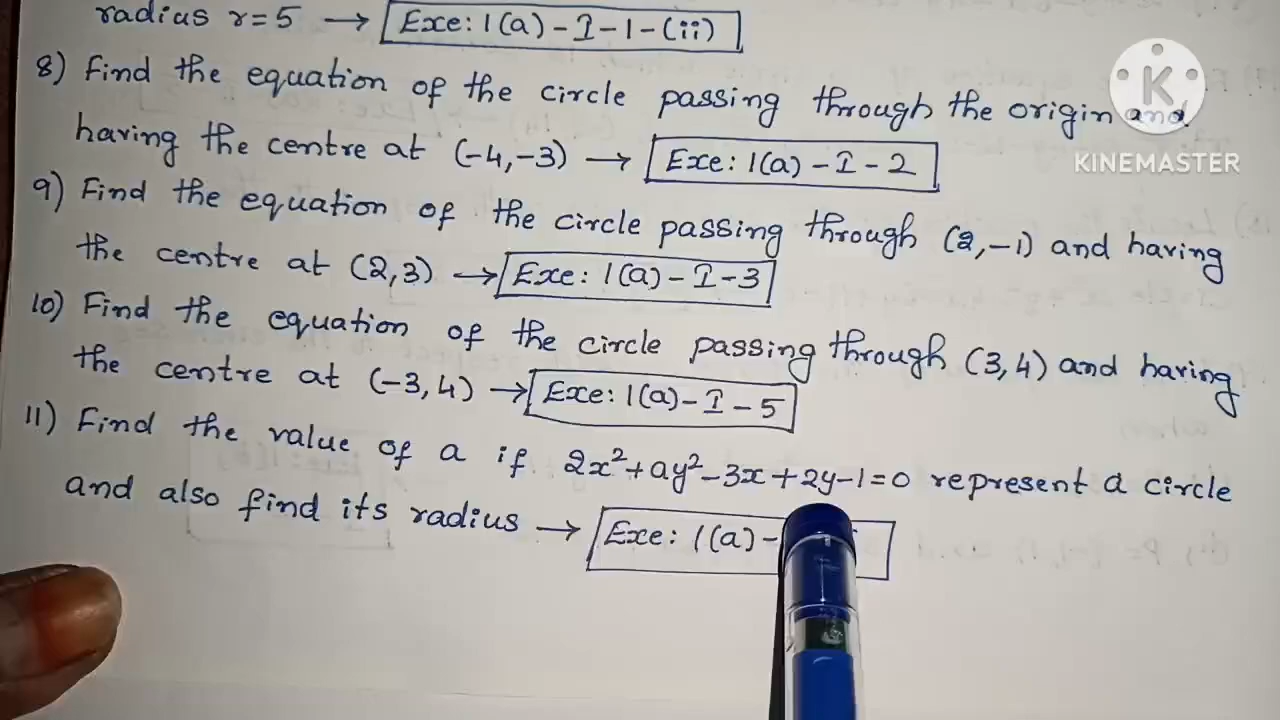 radius r=5 → Exe: 1(a)-I-1-(ii)
8) Find the equation of the circle passing through the origin and
having the centre at (-4,-3) → Exe: 1(a)-I-2
9) Find the equation of the circle passing through (2,-1) and having
the centre at (2,3) → Exe: 1(a)-I-3
10) Find the equation of the circle passing through (3,4) and having
the centre at (-3,4) → Exe: 1(a)-I-5
11) Find the value of a if 2x²+ay²-3x+2y-1=0 represent a circle
and also find its radius → Exe: 1(a)-
K
KINEMASTER